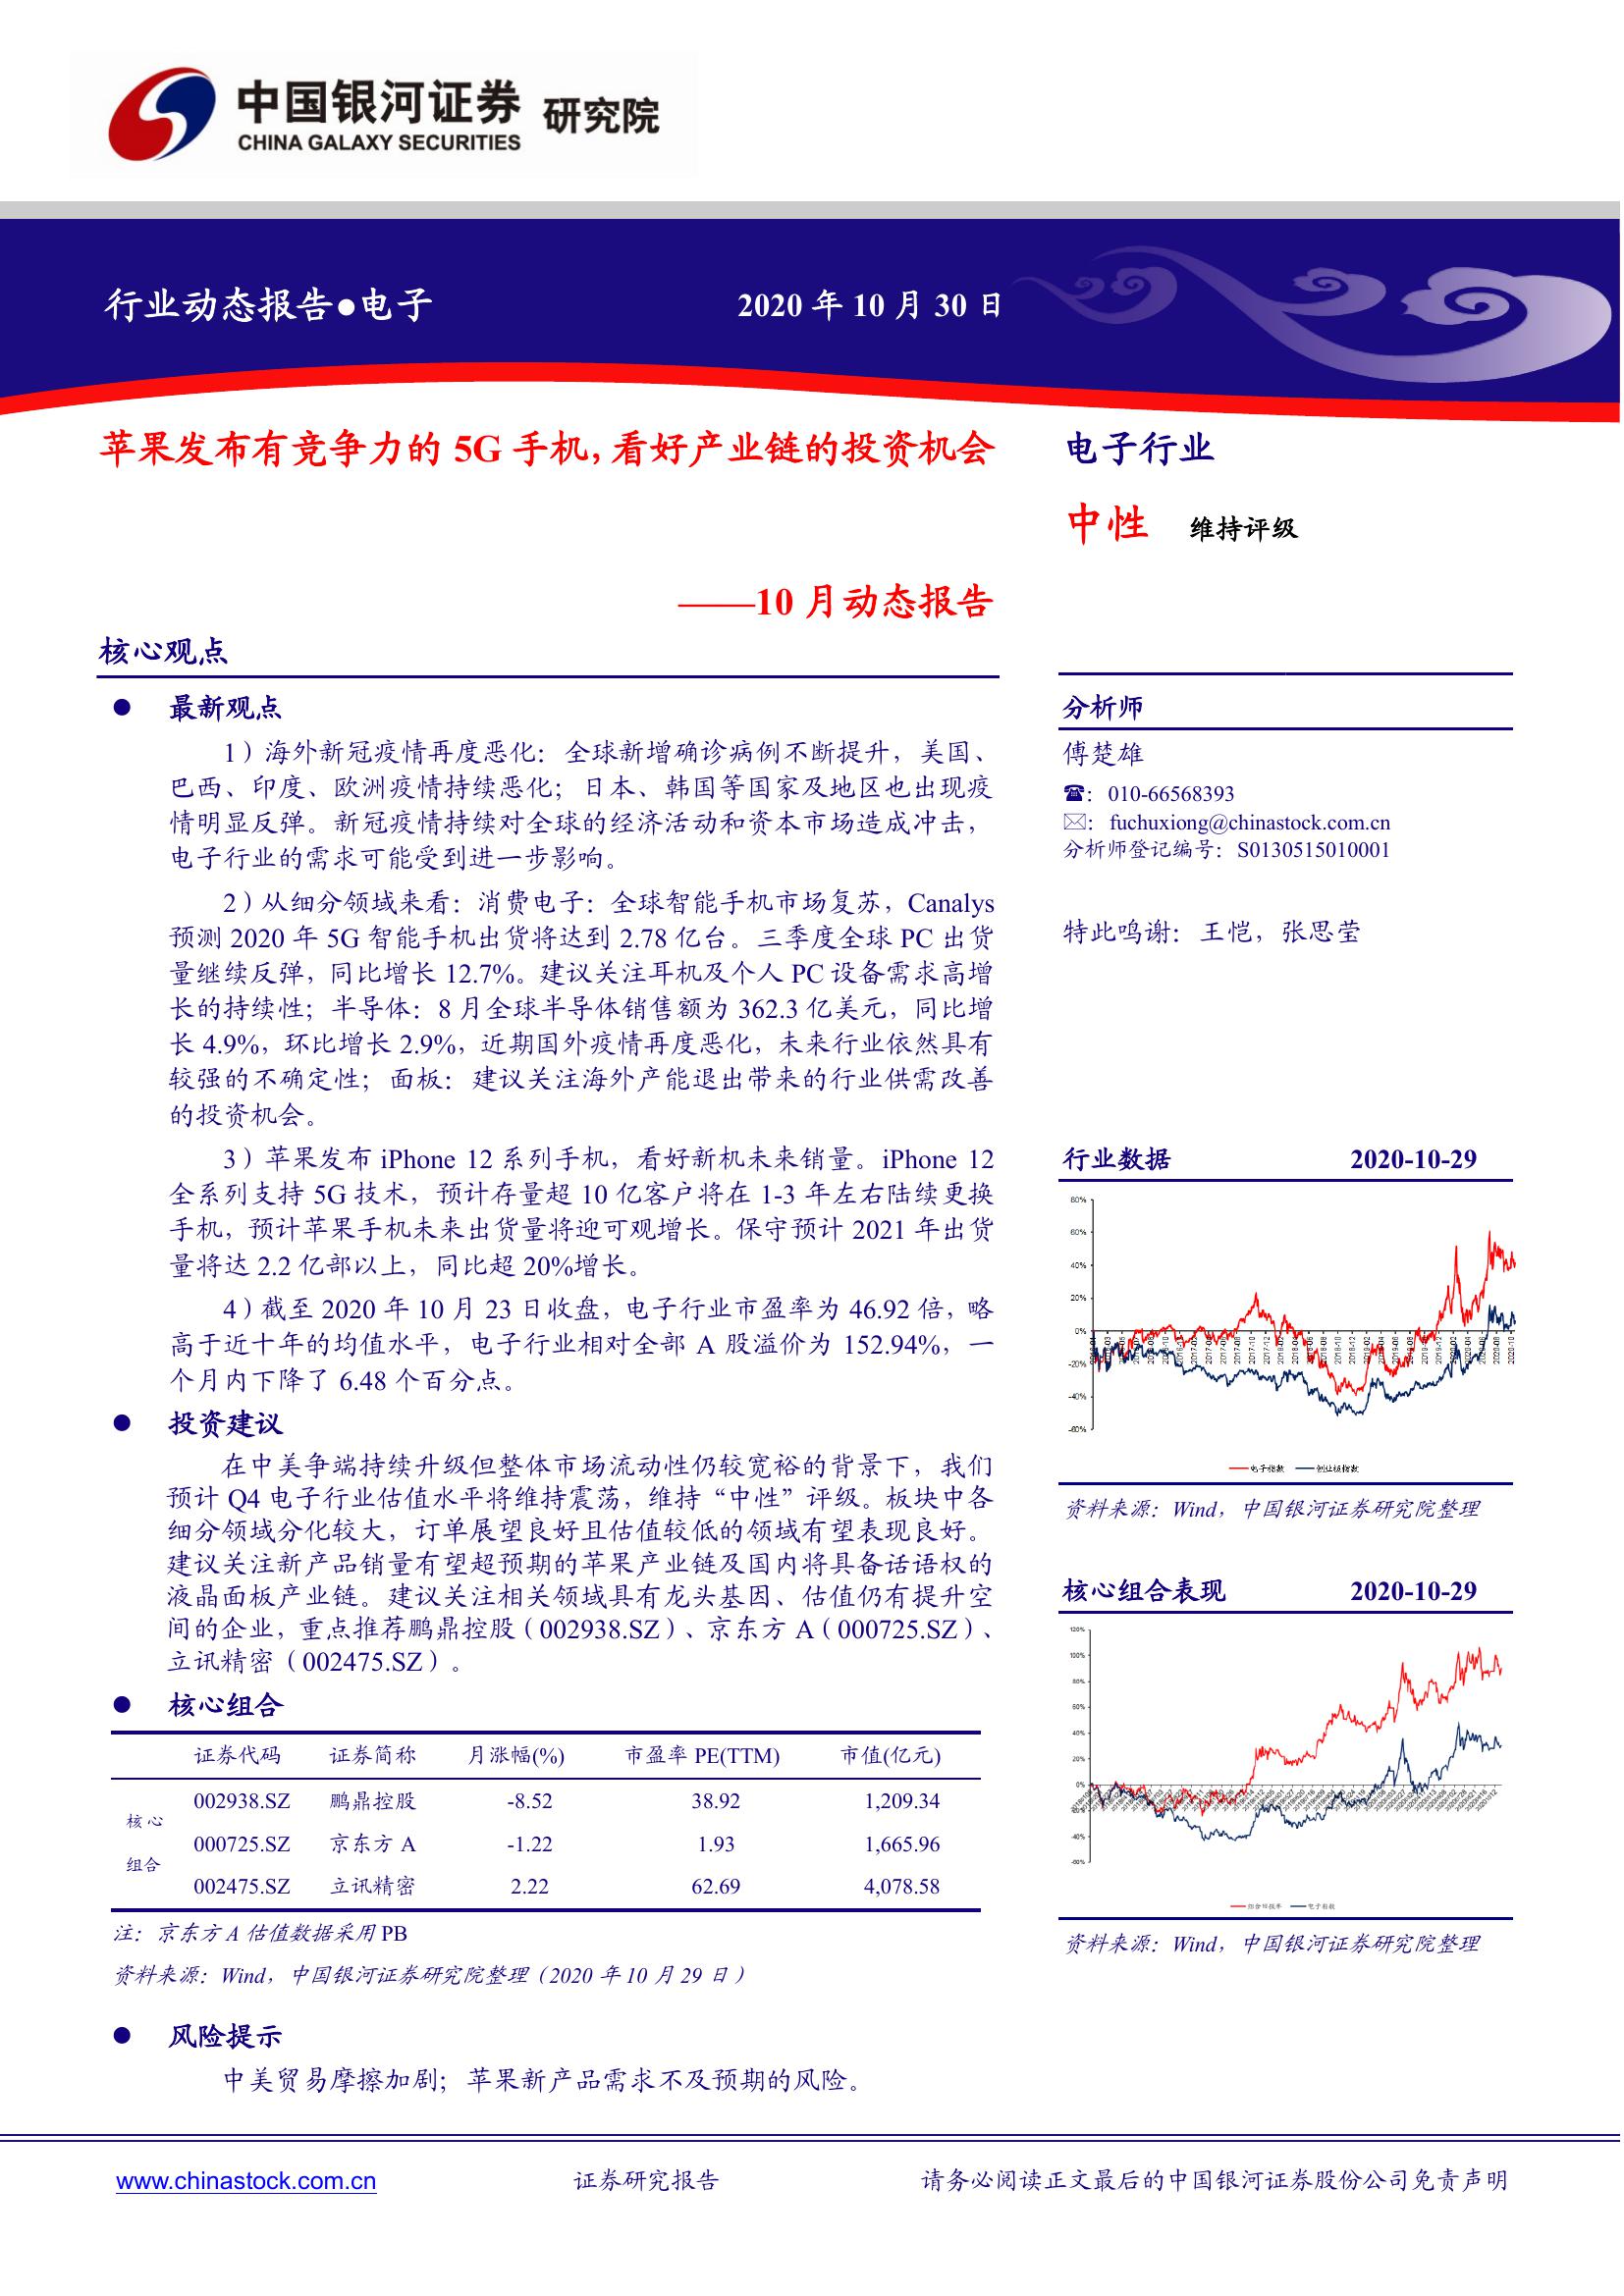 中国银河证券 研究院
CHINA GALAXY SECURITIES
行业动态报告●电子 2020 年 10 月 30 日
苹果发布有竞争力的 5G 手机，看好产业链的投资机会
——10 月动态报告
核心观点
● 最新观点
1）海外新冠疫情再度恶化：全球新增确诊病例不断提升，美国、
巴西、印度、欧洲疫情持续恶化；日本、韩国等国家及地区也出现疫
情明显反弹。新冠疫情持续对全球的经济活动和资本市场造成冲击，
电子行业的需求可能受到进一步影响。
2）从细分领域来看：消费电子：全球智能手机市场复苏，Canalys
预测 2020 年 5G 智能手机出货将达到 2.78 亿台。三季度全球 PC 出货
量继续反弹，同比增长 12.7%。建议关注耳机及个人 PC 设备需求高增
长的持续性；半导体：8 月全球半导体销售额为 362.3 亿美元，同比增
长 4.9%，环比增长 2.9%，近期国外疫情再度恶化，未来行业依然具有
较强的不确定性；面板：建议关注海外产能退出带来的行业供需改善
的投资机会。
3）苹果发布 iPhone 12 系列手机，看好新机未来销量。iPhone 12
全系列支持 5G 技术，预计存量超 10 亿客户将在 1-3 年左右陆续更换
手机，预计苹果手机未来出货量将迎可观增长。保守预计 2021 年出货
量将达 2.2 亿部以上，同比超 20%增长。
4）截至 2020 年 10 月 23 日收盘，电子行业市盈率为 46.92 倍，略
高于近十年的均值水平，电子行业相对全部 A 股溢价为 152.94%，一
个月内下降了 6.48 个百分点。
● 投资建议
在中美争端持续升级但整体市场流动性仍较宽裕的背景下，我们
预计 Q4 电子行业估值水平将维持震荡，维持“中性”评级。板块中各
细分领域分化较大，订单展望良好且估值较低的领域有望表现良好。
建议关注新产品销量有望超预期的苹果产业链及国内将具备话语权的
液晶面板产业链。建议关注相关领域具有龙头基因、估值仍有提升空
间的企业，重点推荐鹏鼎控股（002938.SZ）、京东方 A（000725.SZ）、
立讯精密（002475.SZ）。
● 核心组合
证券代码 证券简称 月涨幅(%) 市盈率 PE(TTM) 市值(亿元)
核心
组合
002938.SZ 鹏鼎控股 -8.52 38.92 1,209.34
000725.SZ 京东方 A -1.22 1.93 1,665.96
002475.SZ 立讯精密 2.22 62.69 4,078.58
注：京东方 A 估值数据采用 PB
资料来源：Wind，中国银河证券研究院整理（2020 年 10 月 29 日）
● 风险提示
中美贸易摩擦加剧；苹果新产品需求不及预期的风险。
电子行业
中性 维持评级
分析师
傅楚雄
☎：010-66568393
✉：fuchuxiong@chinastock.com.cn
分析师登记编号：S0130515010001
特此鸣谢：王恺，张思莹
行业数据 2020-10-29
80%
60%
40%
20%
0%
-20%
-40%
-60%
电子指数 创业板指数
资料来源：Wind，中国银河证券研究院整理
核心组合表现 2020-10-29
120%
100%
80%
60%
40%
20%
0%
-20%
-40%
-60%
组合回报率 电子指数
资料来源：Wind，中国银河证券研究院整理
www.chinastock.com.cn 证券研究报告 请务必阅读正文最后的中国银河证券股份公司免责声明